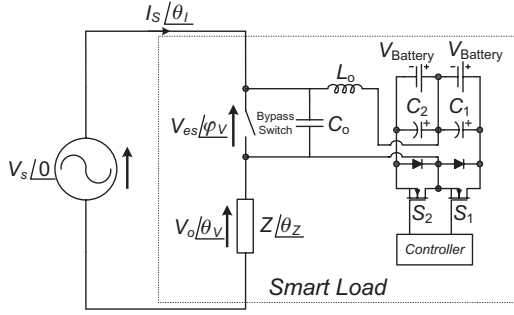 I_S/θ_I
V_Battery V_Battery
L_o
C_2 C_1
V_es/φ_V
Bypass
Switch
C_o
V_s/0
V_o/θ_V
Z/θ_Z
S_2 S_1
Controller
Smart Load